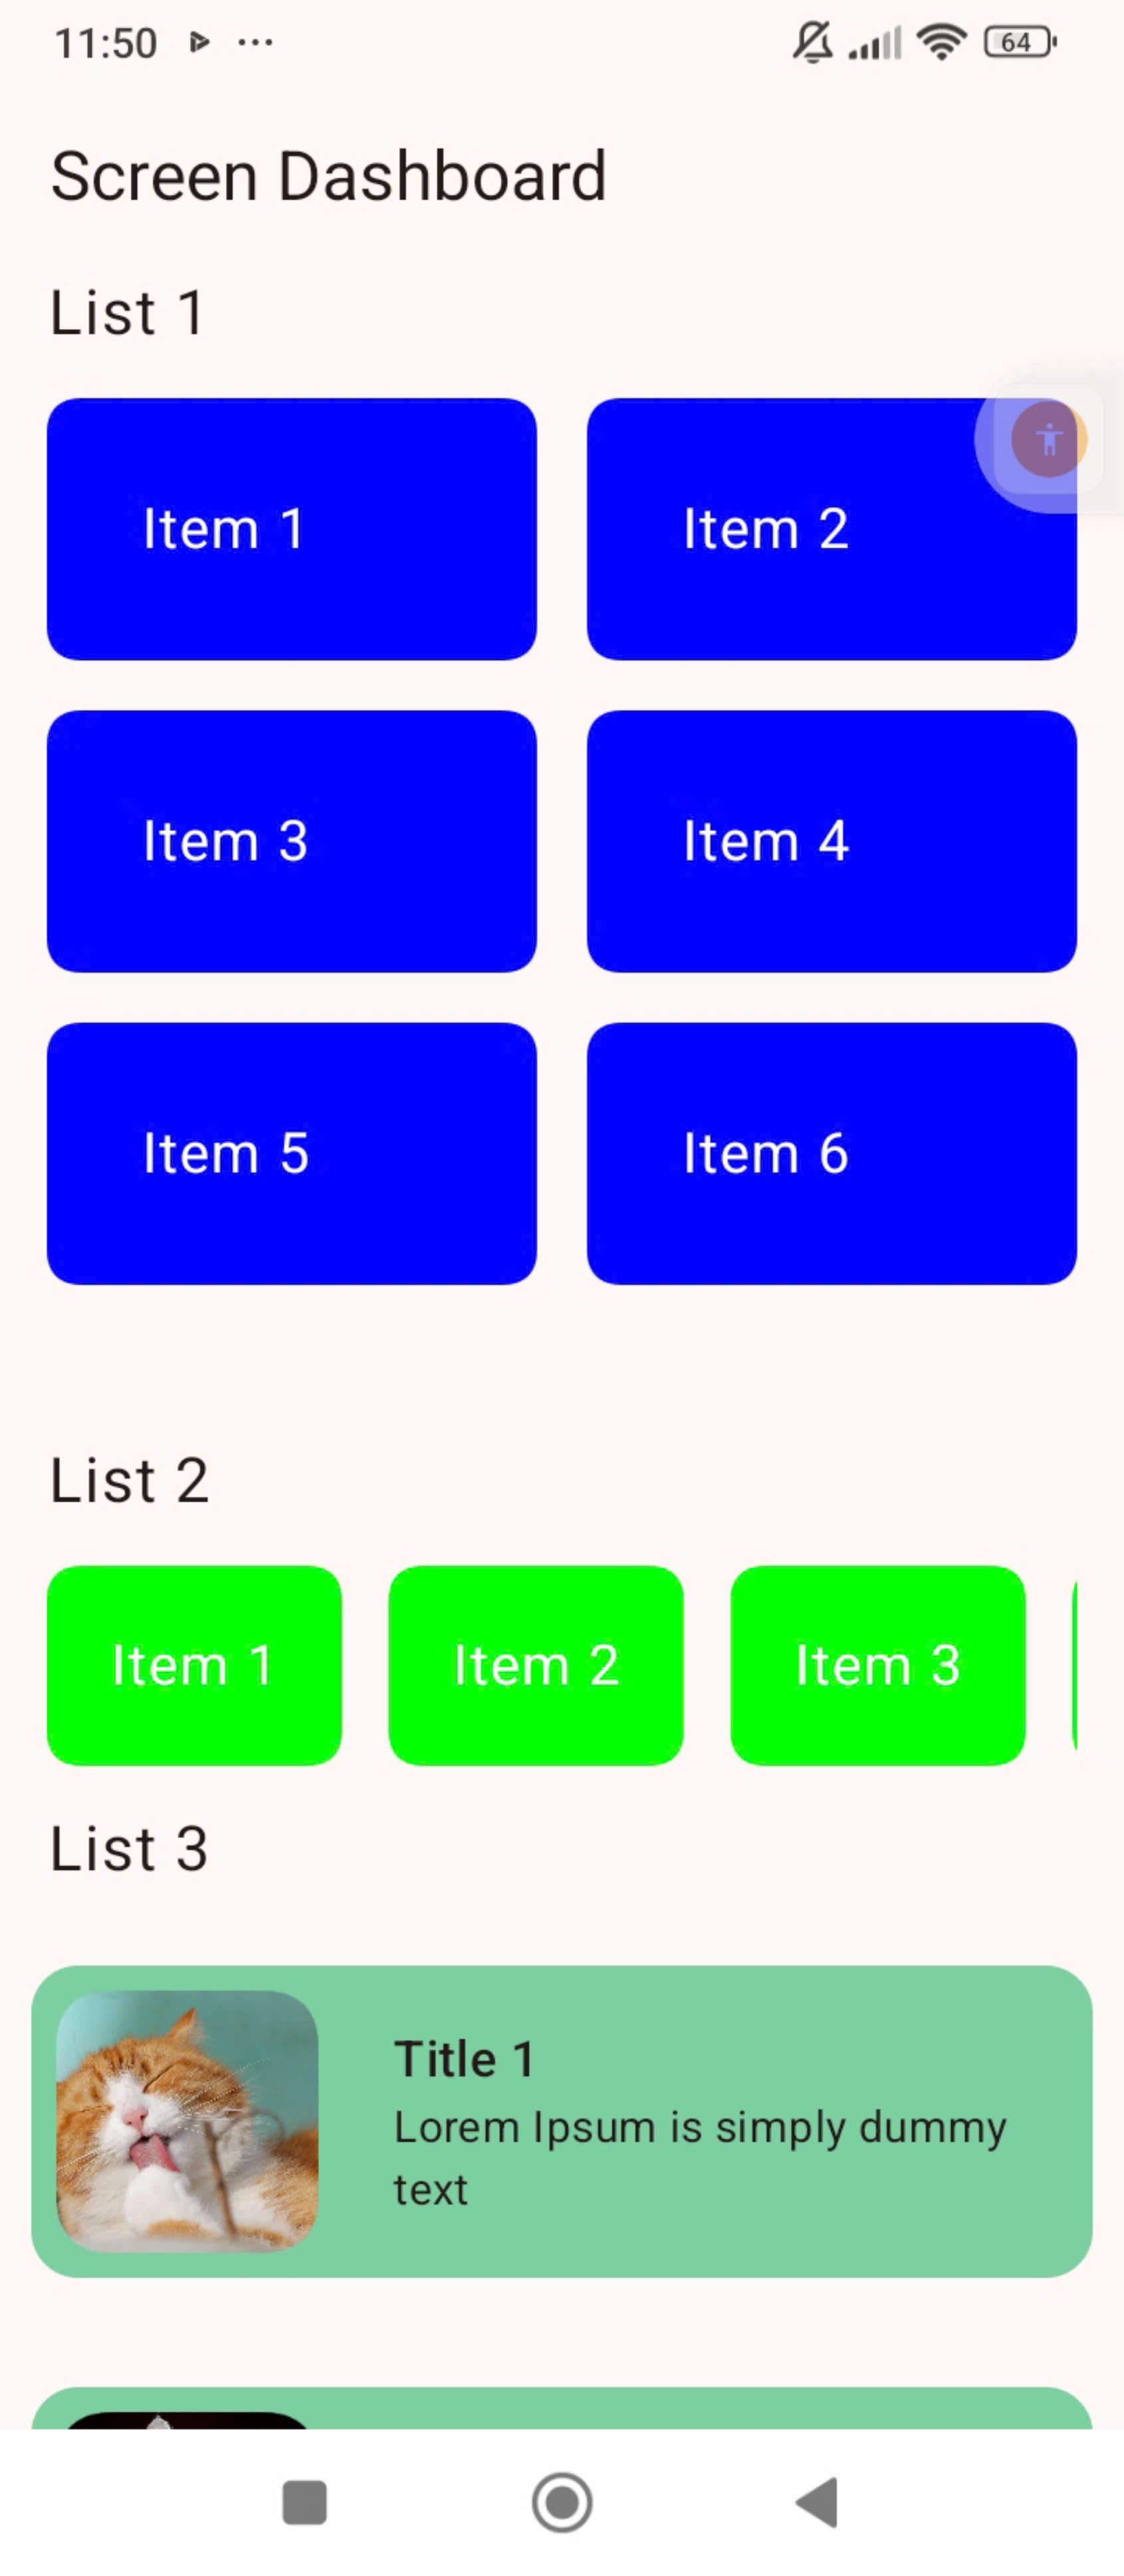 11:50
64
Screen Dashboard
List 1
Item 1
Item 2
Item 3
Item 4
Item 5
Item 6
List 2
Item 1
Item 2
Item 3
List 3
Title 1
Lorem Ipsum is simply dummy
text